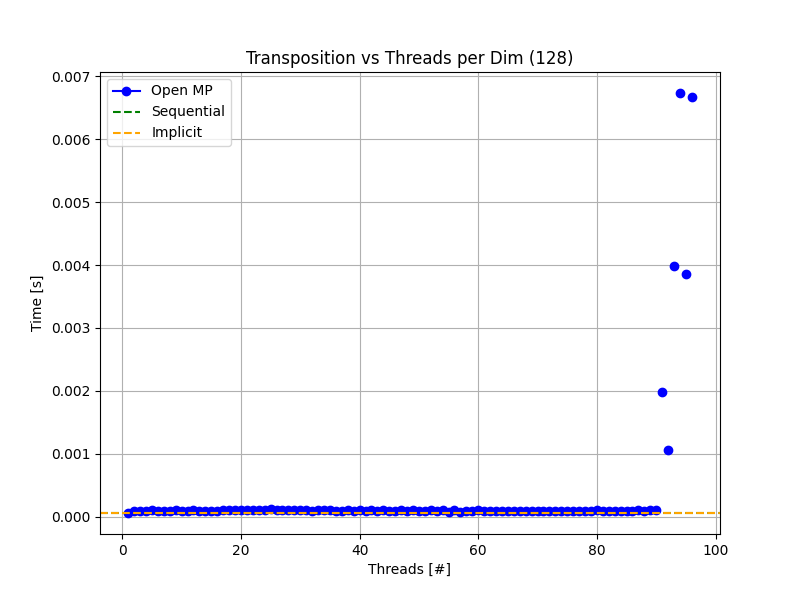 Transposition vs Threads per Dim (128)
Open MP
Sequential
Implicit
0.007
0.006
0.005
0.004
0.003
0.002
0.001
0.000
Time [s]
0 20 40 60 80 100
Threads [#]